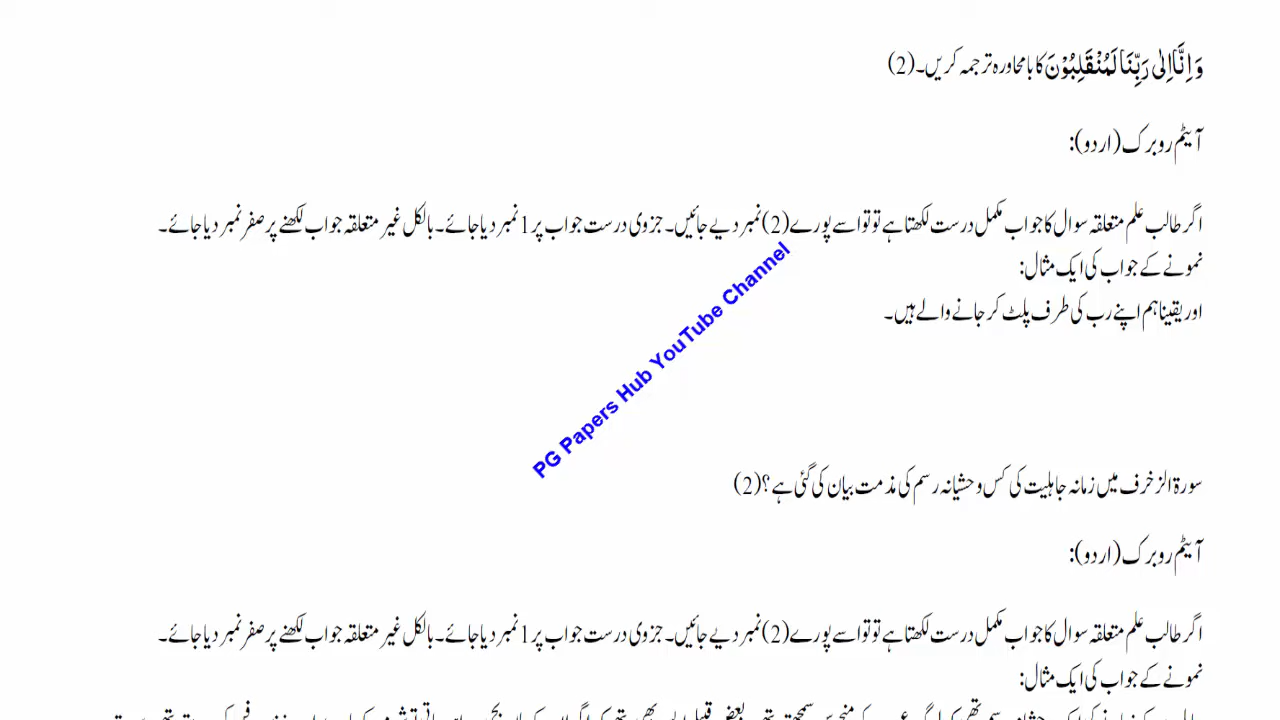 وَ اِنَّاۤ اِلٰى رَبِّنَا لَمُنْقَلِبُوْنَ کا بامحاورہ ترجمہ کریں۔(2)
آیٹم روبرک (اردو):
اگر طالب علم متعلقہ سوال کا جواب مکمل درست لکھتا ہے تو تو اسے پورے (2) نمبر دیے جائیں۔ جزوی درست جواب پر 1 نمبر دیا جائے۔ بالکل غیر متعلقہ جواب لکھنے پر صفر نمبر دیا جائے۔
نمونے کے جواب کی ایک مثال:
اور یقینا ہم اپنے رب کی طرف پلٹ کر جانے والے ہیں۔
PG Papers Hub YouTube Channel
سورۃ الزخرف میں زمانہ جاہلیت کی کس وحشیانہ رسم کی مذمت بیان کی گئی ہے؟ (2)
آیٹم روبرک (اردو):
اگر طالب علم متعلقہ سوال کا جواب مکمل درست لکھتا ہے تو تو اسے پورے (2) نمبر دیے جائیں۔ جزوی درست جواب پر 1 نمبر دیا جائے۔ بالکل غیر متعلقہ جواب لکھنے پر صفر نمبر دیا جائے۔
نمونے کے جواب کی ایک مثال: